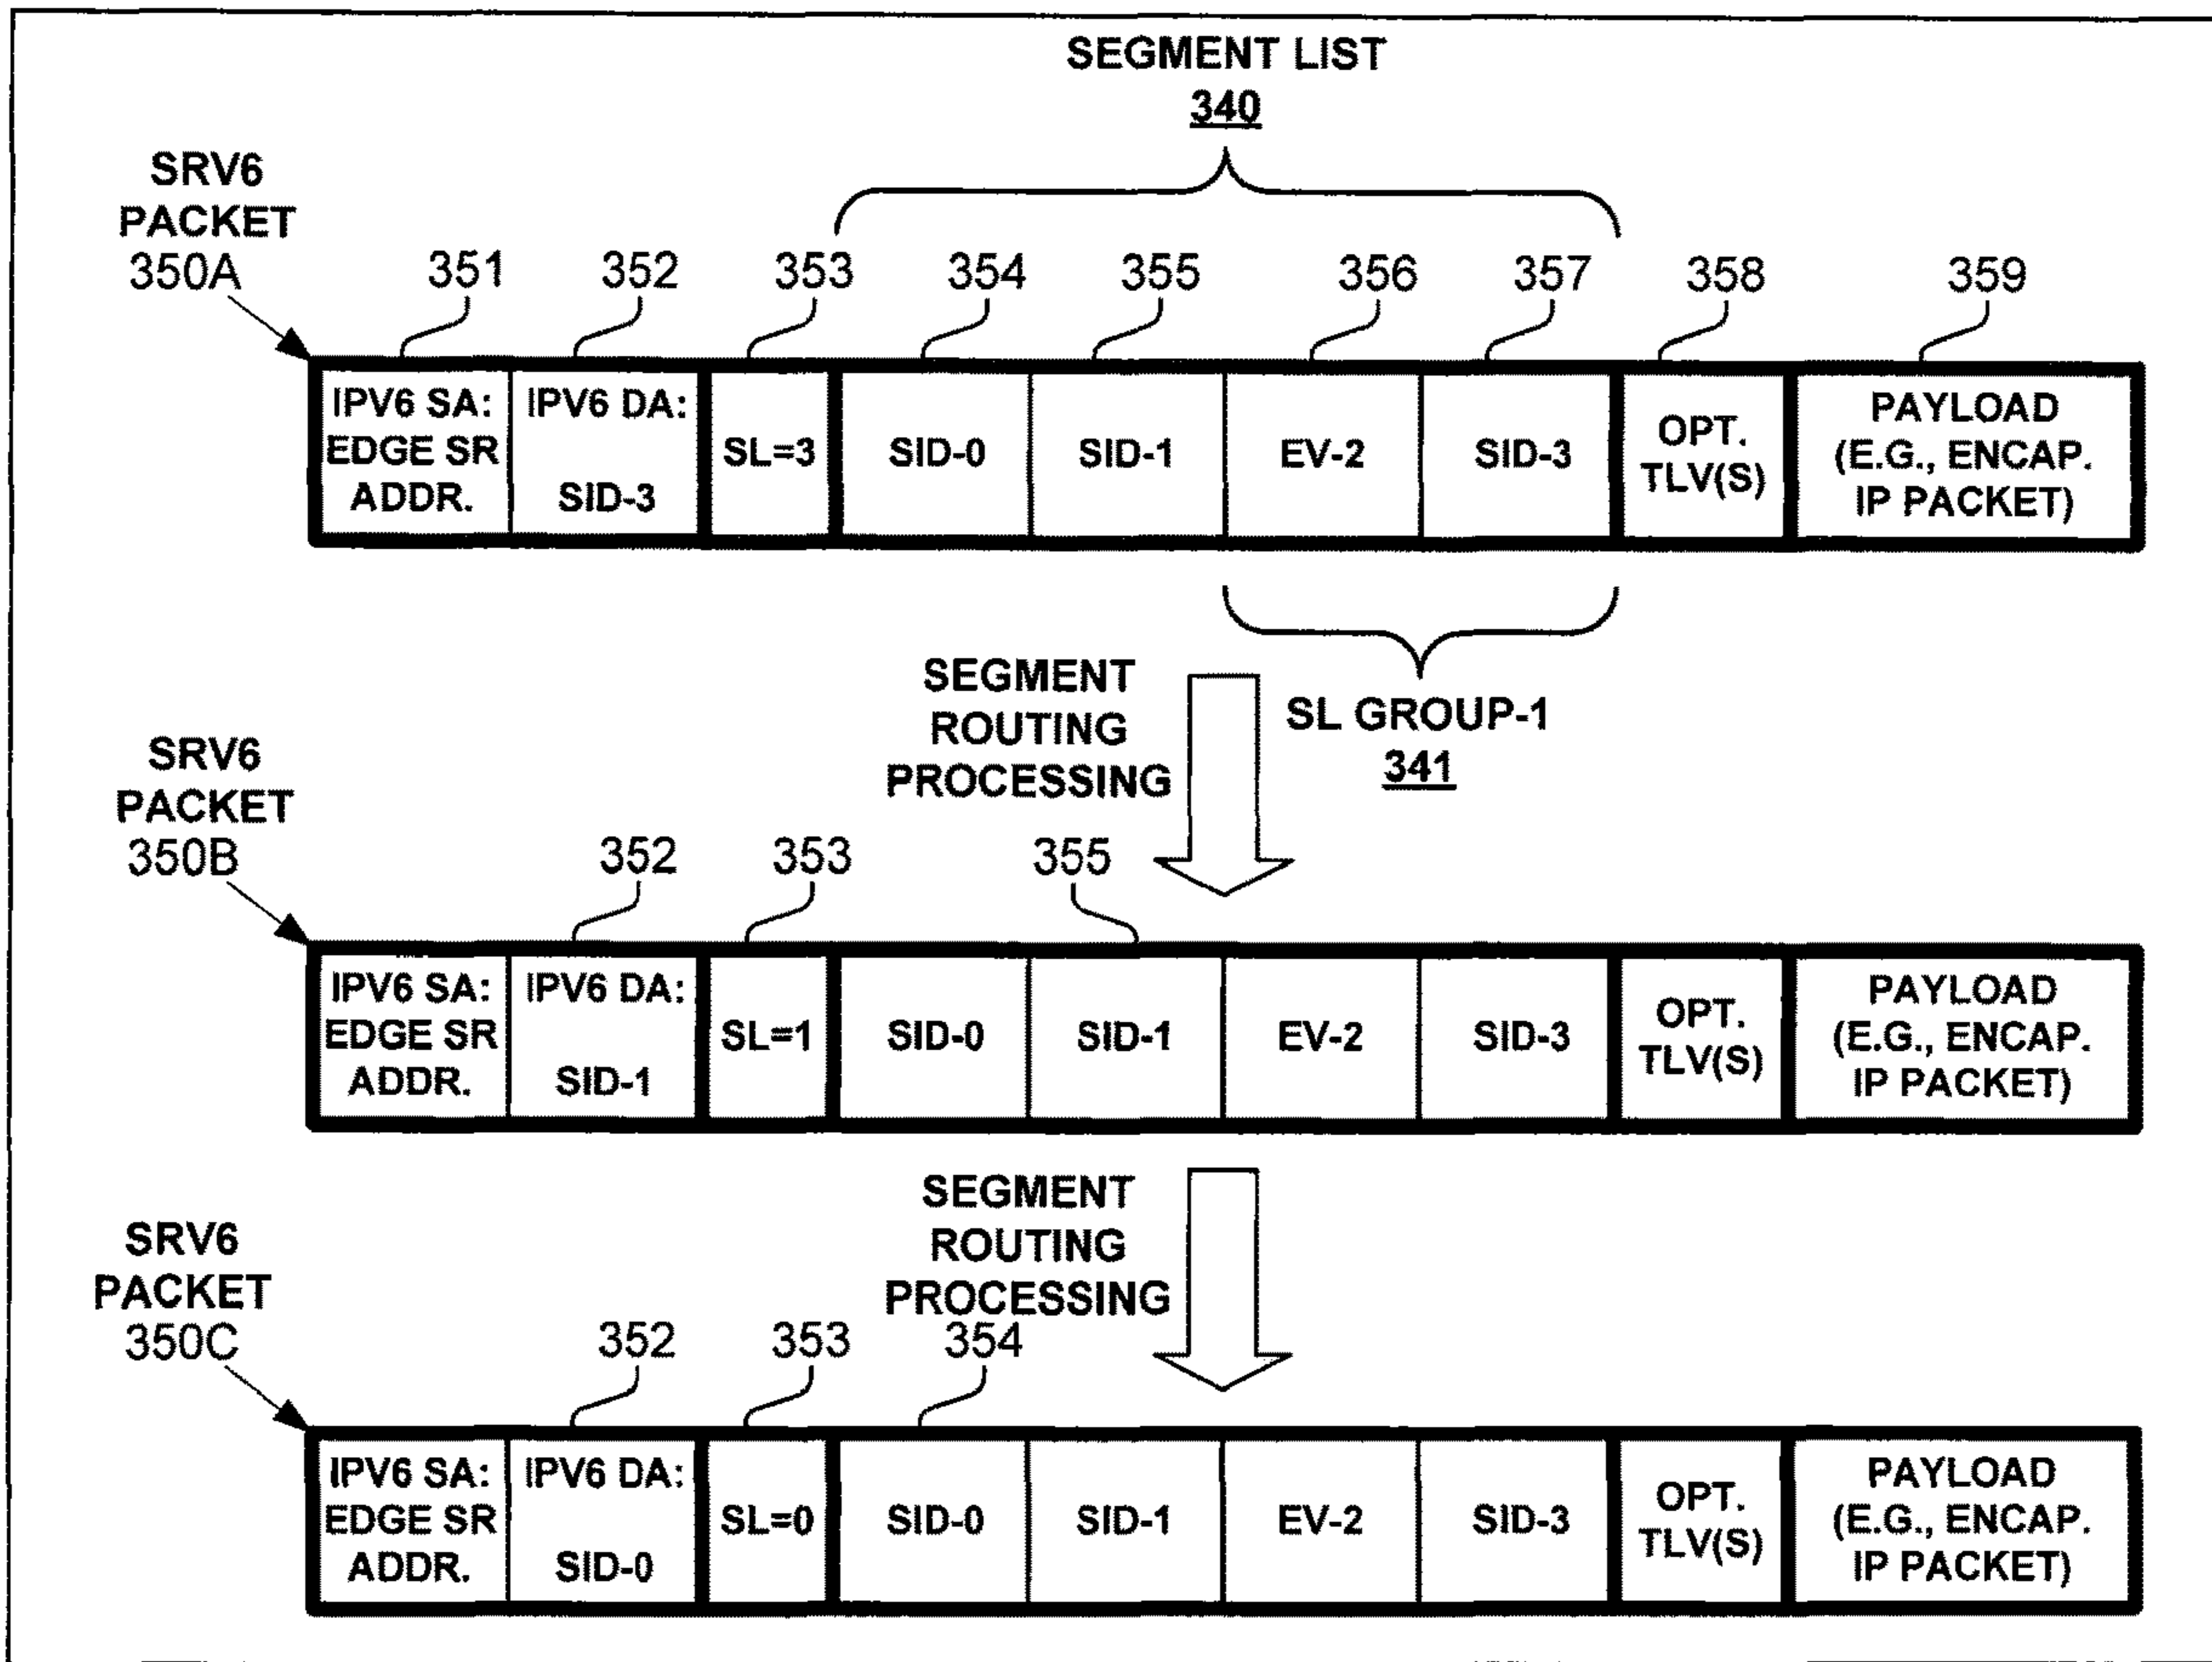 SEGMENT LIST
340
SRV6
PACKET
350A
351 352 353 354 355 356 357 358 359
IPV6 SA:
EDGE SR
ADDR.
IPV6 DA:
SID-3
SL=3
SID-0
SID-1
EV-2
SID-3
OPT.
TLV(S)
PAYLOAD
(E.G., ENCAP.
IP PACKET)
SEGMENT
ROUTING
PROCESSING
SL GROUP-1
341
SRV6
PACKET
350B
352 353 355
IPV6 SA:
EDGE SR
ADDR.
IPV6 DA:
SID-1
SL=1
SID-0
SID-1
EV-2
SID-3
OPT.
TLV(S)
PAYLOAD
(E.G., ENCAP.
IP PACKET)
SEGMENT
ROUTING
PROCESSING
SRV6
PACKET
350C
352 353 354
IPV6 SA:
EDGE SR
ADDR.
IPV6 DA:
SID-0
SL=0
SID-0
SID-1
EV-2
SID-3
OPT.
TLV(S)
PAYLOAD
(E.G., ENCAP.
IP PACKET)